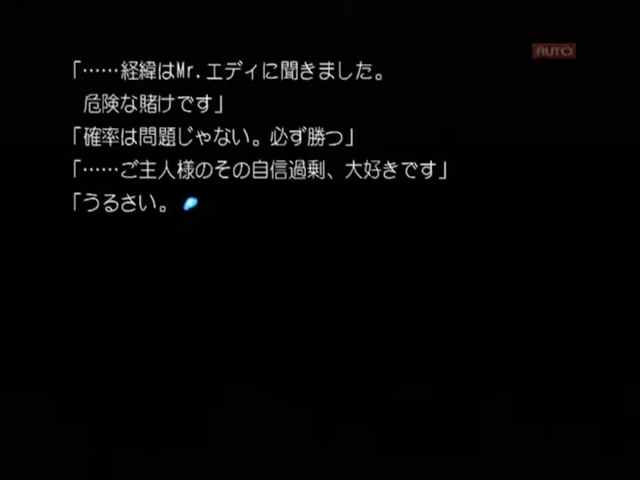 AUTO
「……経緯はMr.エディに聞きました。
危険な賭けです」
「確率は問題じゃない。必ず勝つ」
「……ご主人様のその自信過剰、大好きです」
「うるさい。